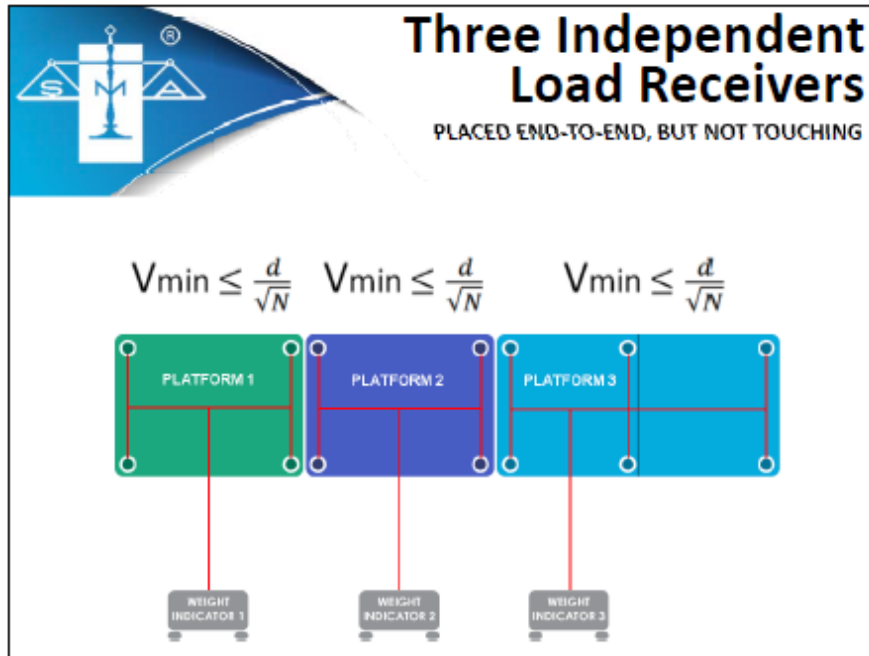 S M A ®
Three Independent
Load Receivers
PLACED END-TO-END, BUT NOT TOUCHING
Vmin ≤ d/√N Vmin ≤ d/√N Vmin ≤ d/√N
PLATFORM 1 PLATFORM 2 PLATFORM 3
WEIGHT INDICATOR 1 WEIGHT INDICATOR 2 WEIGHT INDICATOR 3